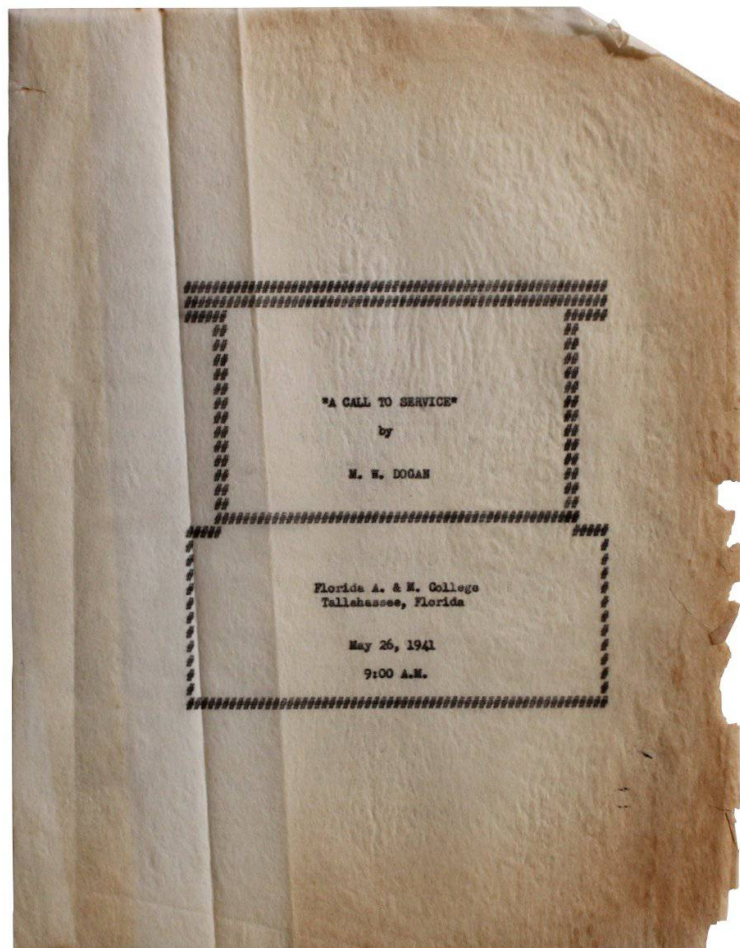 "A CALL TO SERVICE"
by
M. W. DOGAN
Florida A. & M. College
Tallahassee, Florida
May 26, 1941
9:00 A.M.